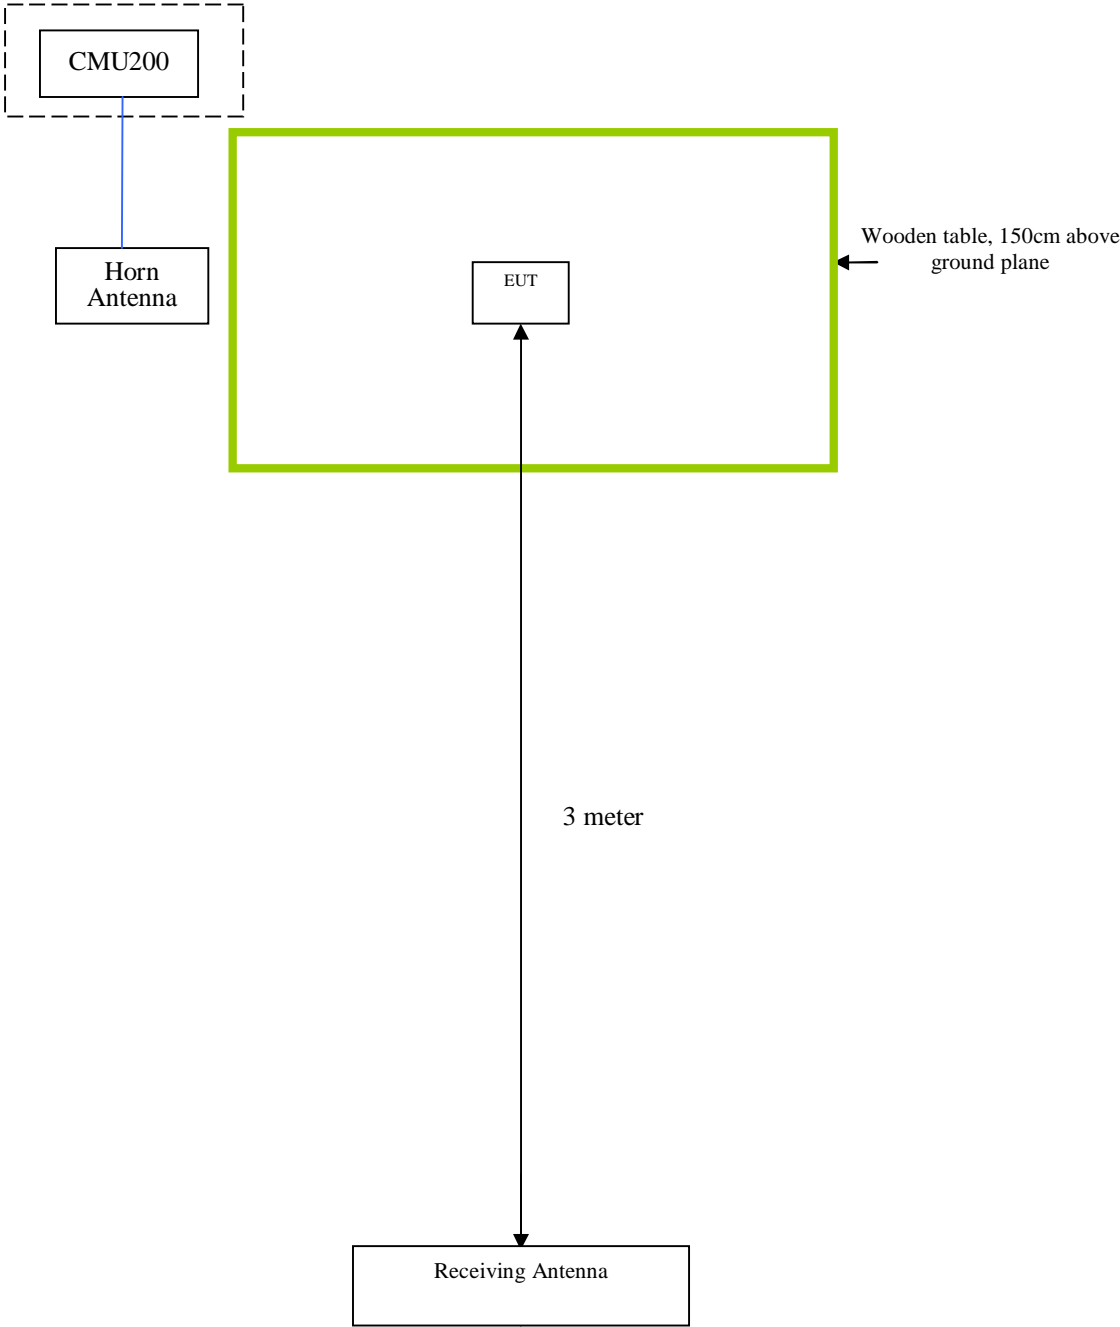 CMU200
Wooden table, 150cm above
ground plane
Horn
Antenna
EUT
3 meter
Receiving Antenna